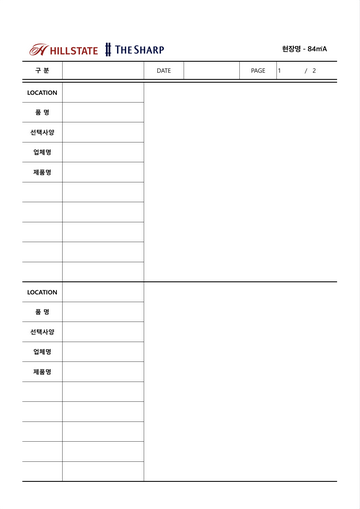 HILLSTATE THE SHARP
현장명 - 84㎡A
구 분 DATE PAGE 1 / 2
LOCATION
품 명
선택사양
업체명
제품명
LOCATION
품 명
선택사양
업체명
제품명